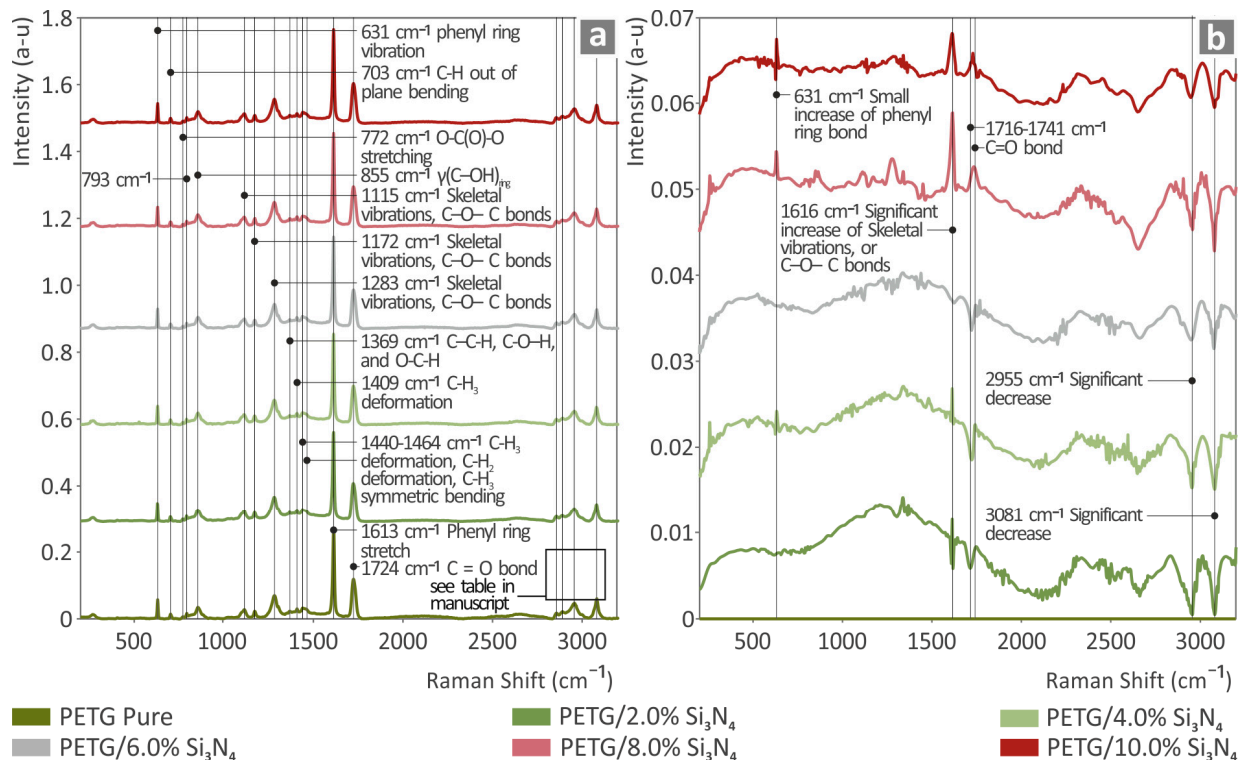 Intensity (a-u)
1.8
1.6
1.4
1.2
1.0
0.8
0.6
0.4
0.2
0
a
631 cm⁻¹ phenyl ring
vibration
703 cm⁻¹ C-H out of
plane bending
772 cm⁻¹ O-C(O)-O
stretching
793 cm⁻¹
855 cm⁻¹ γ(C–OH)ring
1115 cm⁻¹ Skeletal
vibrations, C–O– C bonds
1172 cm⁻¹ Skeletal
vibrations, C–O– C bonds
1283 cm⁻¹ Skeletal
vibrations, C–O– C bonds
1369 cm⁻¹ C–C-H, C-O–H,
and O-C-H
1409 cm⁻¹ C-H₃
deformation
1440-1464 cm⁻¹ C-H₃
deformation, C-H₂
deformation, C-H₃
symmetric bending
1613 cm⁻¹ Phenyl ring
stretch
1724 cm⁻¹ C = O bond
see table in
manuscript
500 1000 1500 2000 2500 3000
Raman Shift (cm⁻¹)
Intensity (a-u)
0.07
0.06
0.05
0.04
0.03
0.02
0.01
0
b
631 cm⁻¹ Small
increase of phenyl
ring bond
1716-1741 cm⁻¹
C=O bond
1616 cm⁻¹ Significant
increase of Skeletal
vibrations, or
C–O– C bonds
2955 cm⁻¹ Significant
decrease
3081 cm⁻¹ Significant
decrease
500 1000 1500 2000 2500 3000
Raman Shift (cm⁻¹)
PETG Pure
PETG/2.0% Si₃N₄
PETG/4.0% Si₃N₄
PETG/6.0% Si₃N₄
PETG/8.0% Si₃N₄
PETG/10.0% Si₃N₄